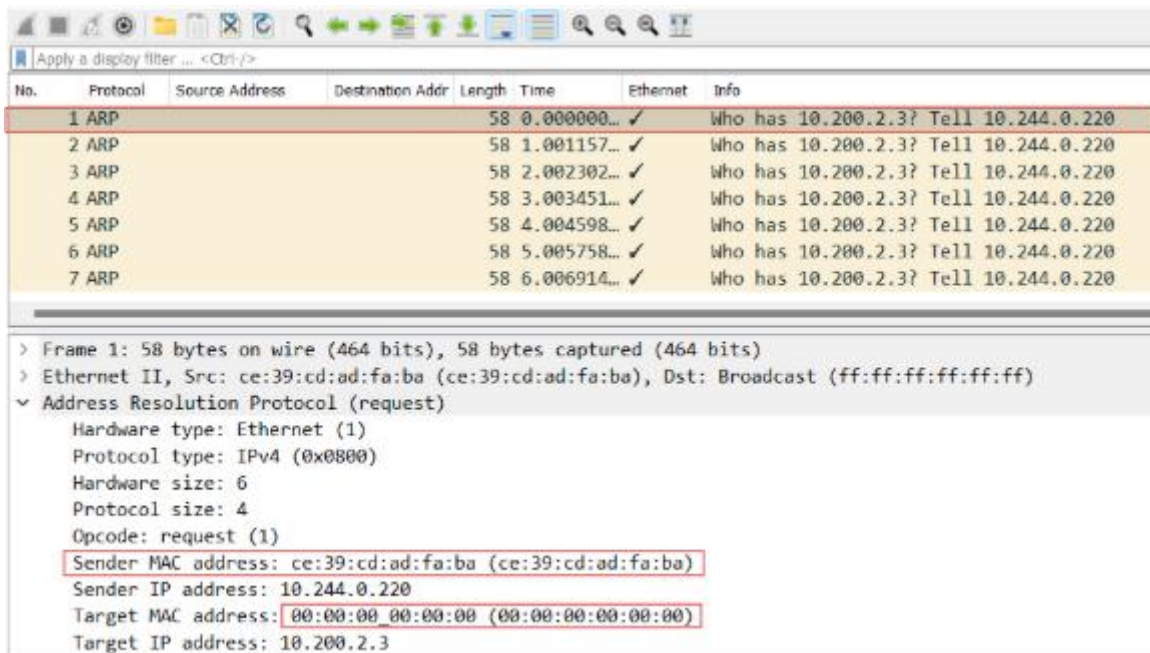 Apply a display filter ... <Ctrl-/>
No. Protocol Source Address Destination Addr Length Time Ethernet Info
1 ARP 58 0.000000… ✓ Who has 10.200.2.3? Tell 10.244.0.220
2 ARP 58 1.001157… ✓ Who has 10.200.2.3? Tell 10.244.0.220
3 ARP 58 2.002302… ✓ Who has 10.200.2.3? Tell 10.244.0.220
4 ARP 58 3.003451… ✓ Who has 10.200.2.3? Tell 10.244.0.220
5 ARP 58 4.004598… ✓ Who has 10.200.2.3? Tell 10.244.0.220
6 ARP 58 5.005758… ✓ Who has 10.200.2.3? Tell 10.244.0.220
7 ARP 58 6.006914… ✓ Who has 10.200.2.3? Tell 10.244.0.220
> Frame 1: 58 bytes on wire (464 bits), 58 bytes captured (464 bits)
> Ethernet II, Src: ce:39:cd:ad:fa:ba (ce:39:cd:ad:fa:ba), Dst: Broadcast (ff:ff:ff:ff:ff:ff)
Address Resolution Protocol (request)
Hardware type: Ethernet (1)
Protocol type: IPv4 (0x0800)
Hardware size: 6
Protocol size: 4
Opcode: request (1)
Sender MAC address: ce:39:cd:ad:fa:ba (ce:39:cd:ad:fa:ba)
Sender IP address: 10.244.0.220
Target MAC address: 00:00:00_00:00:00 (00:00:00:00:00:00)
Target IP address: 10.200.2.3